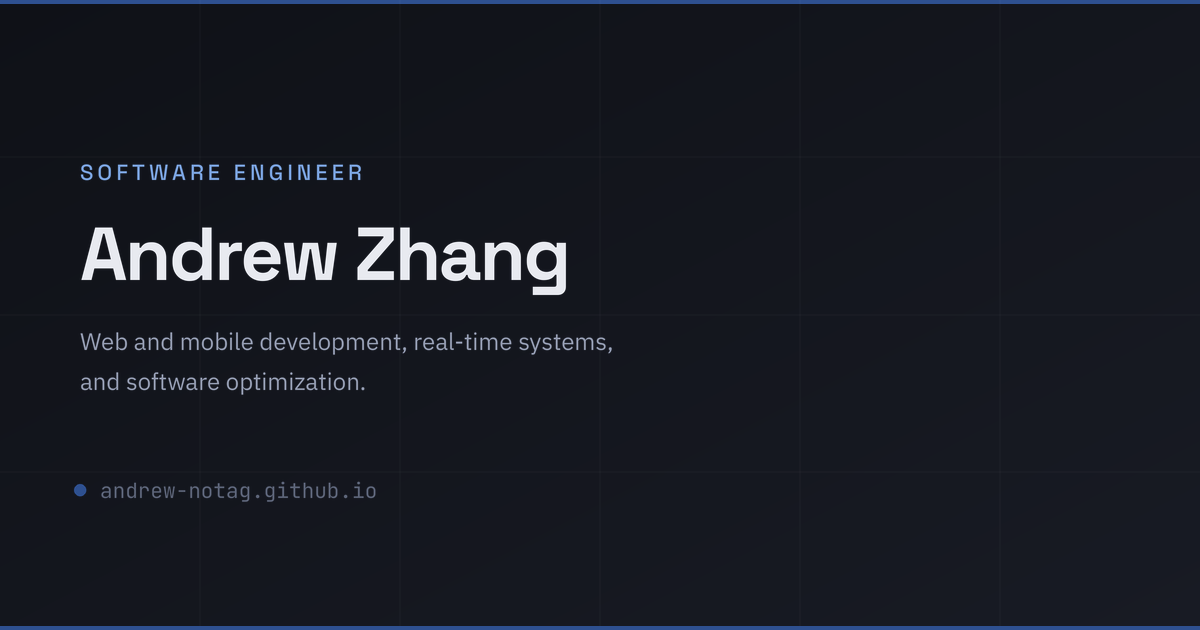 SOFTWARE ENGINEER
Andrew Zhang
Web and mobile development, real-time systems,
and software optimization.
andrew-notag.github.io